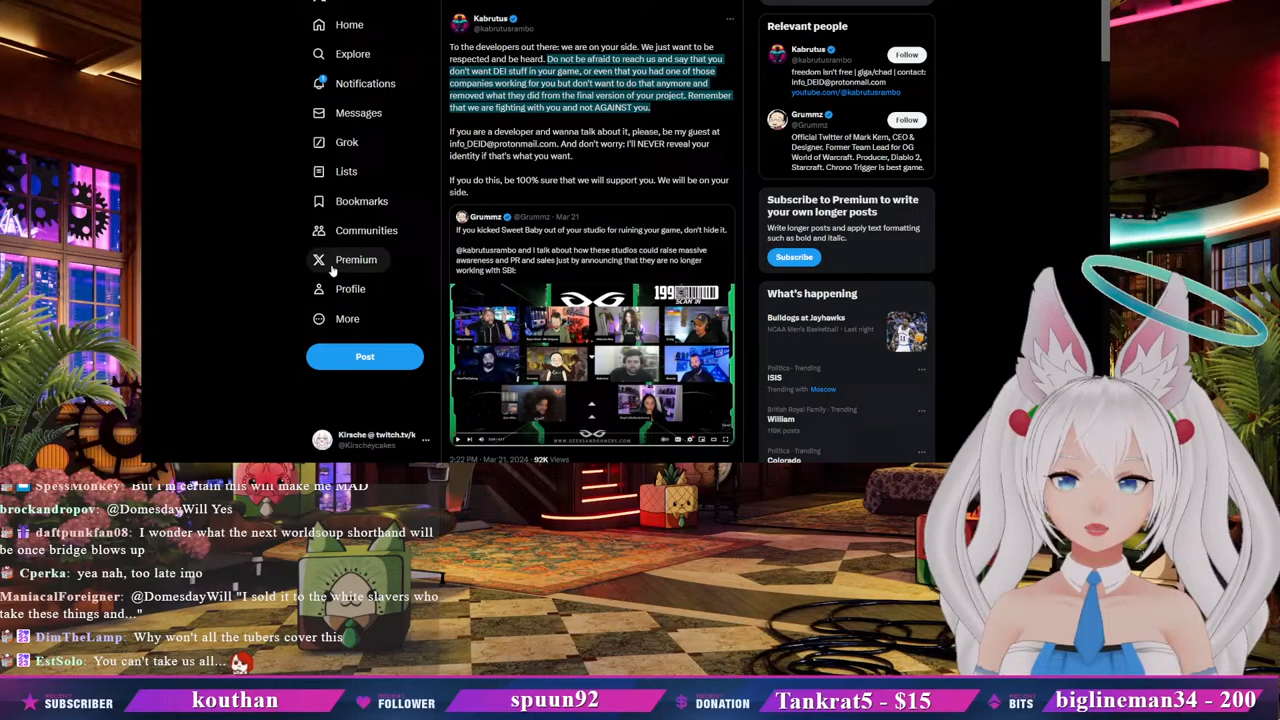 Home
Explore
Notifications
Messages
Grok
Lists
Bookmarks
Communities
Premium
Profile
More
Post
Kirsche @ twitch.tv/k
@Kirscheycakes
Kabrutus
@kabrutusrambo
To the developers out there: we are on your side. We just want to be
respected and be heard. Do not be afraid to reach us and say that you
don't want DEI stuff in your game, or even that you had one of those
companies working for you but don't want to do that anymore and
removed what they did from the final version of your project. Remember
that we are fighting with you and not AGAINST you.
If you are a developer and wanna talk about it, please, be my guest at
info_DEID@protonmail.com. And don't worry: I'll NEVER reveal your
identity if that's what you want.
If you do this, be 100% sure that we will support you. We will be on your
side.
Grummz @Grummz · Mar 21
If you kicked Sweet Baby out of your studio for ruining your game, don't hide it.
@kabrutusrambo and I talk about how these studios could raise massive
awareness and PR and sales just by announcing that they are no longer
working with SBI:
199
SCAN IN
WWW.GEEKSANDGAMERS.COM
2:22 PM · Mar 21, 2024 · 92K Views
Relevant people
Kabrutus
@kabrutusrambo
Follow
freedom isn't free | giga/chad | contact:
Info_DEID@protonmail.com
youtube.com/@kabrutusrambo
Grummz
@Grummz
Follow
Official Twitter of Mark Kern, CEO &
Designer. Former Team Lead for OG
World of Warcraft. Producer, Diablo 2,
Starcraft. Chrono Trigger is best game.
Subscribe to Premium to write
your own longer posts
Write longer posts and apply text formatting
such as bold and italic.
Subscribe
What's happening
Bulldogs at Jayhawks
NCAA Men's Basketball · Last night
Politics · Trending
ISIS
Trending with Moscow
British Royal Family · Trending
William
119K posts
Politics · Trending
Colorado
SpessMonkey: But I'm certain this will make me MAD
brockandropov: @DomesdayWill Yes
daftpunkfan08: I wonder what the next worldsoup shorthand will
be once bridge blows up
Cperka: yea nah, too late imo
ManiacalForeigner: @DomesdayWill "I sold it to the white slavers who
take these things and..."
DimTheLamp: Why won't all the tubers cover this
EstSolo: You can't take us all...
RECENT
SUBSCRIBER
kouthan
RECENT
FOLLOWER
spuun92
RECENT
DONATION
Tankrat5 - $15
RECENT
BITS
biglineman34 - 200